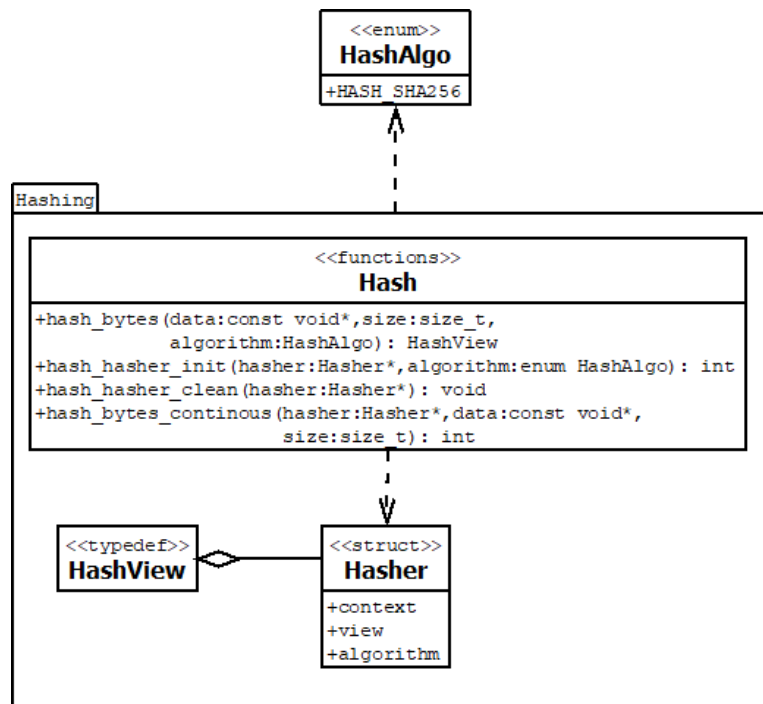 <<enum>>
HashAlgo
+HASH_SHA256
Hashing
<<functions>>
Hash
+hash_bytes(data:const void*,size:size_t,
algorithm:HashAlgo): HashView
+hash_hasher_init(hasher:Hasher*,algorithm:enum HashAlgo): int
+hash_hasher_clean(hasher:Hasher*): void
+hash_bytes_continous(hasher:Hasher*,data:const void*,
size:size_t): int
<<typedef>>
HashView
<<struct>>
Hasher
+context
+view
+algorithm